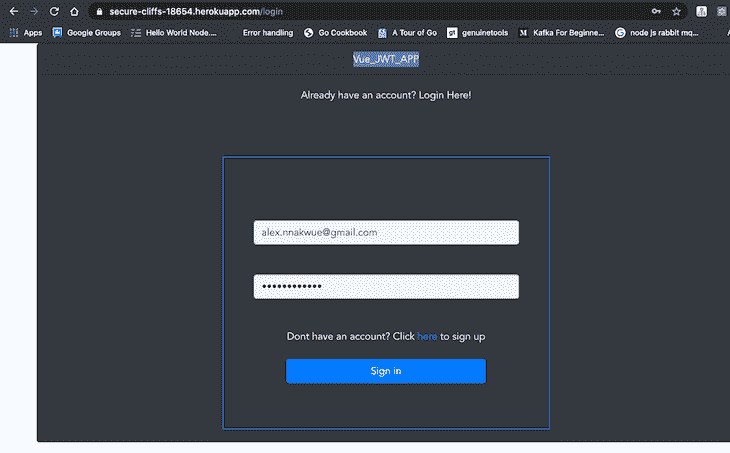 secure-cliffs-18654.herokuapp.com/login
Apps Google Groups Hello World Node.... Error handling Go Cookbook A Tour of Go gt genuinetools M Kafka For Beginne... node js rabbit mq... A
Vue_JWT_APP
Already have an account? Login Here!
alex.nnakwue@gmail.com
••••••••••••
Dont have an account? Click here to sign up
Sign in